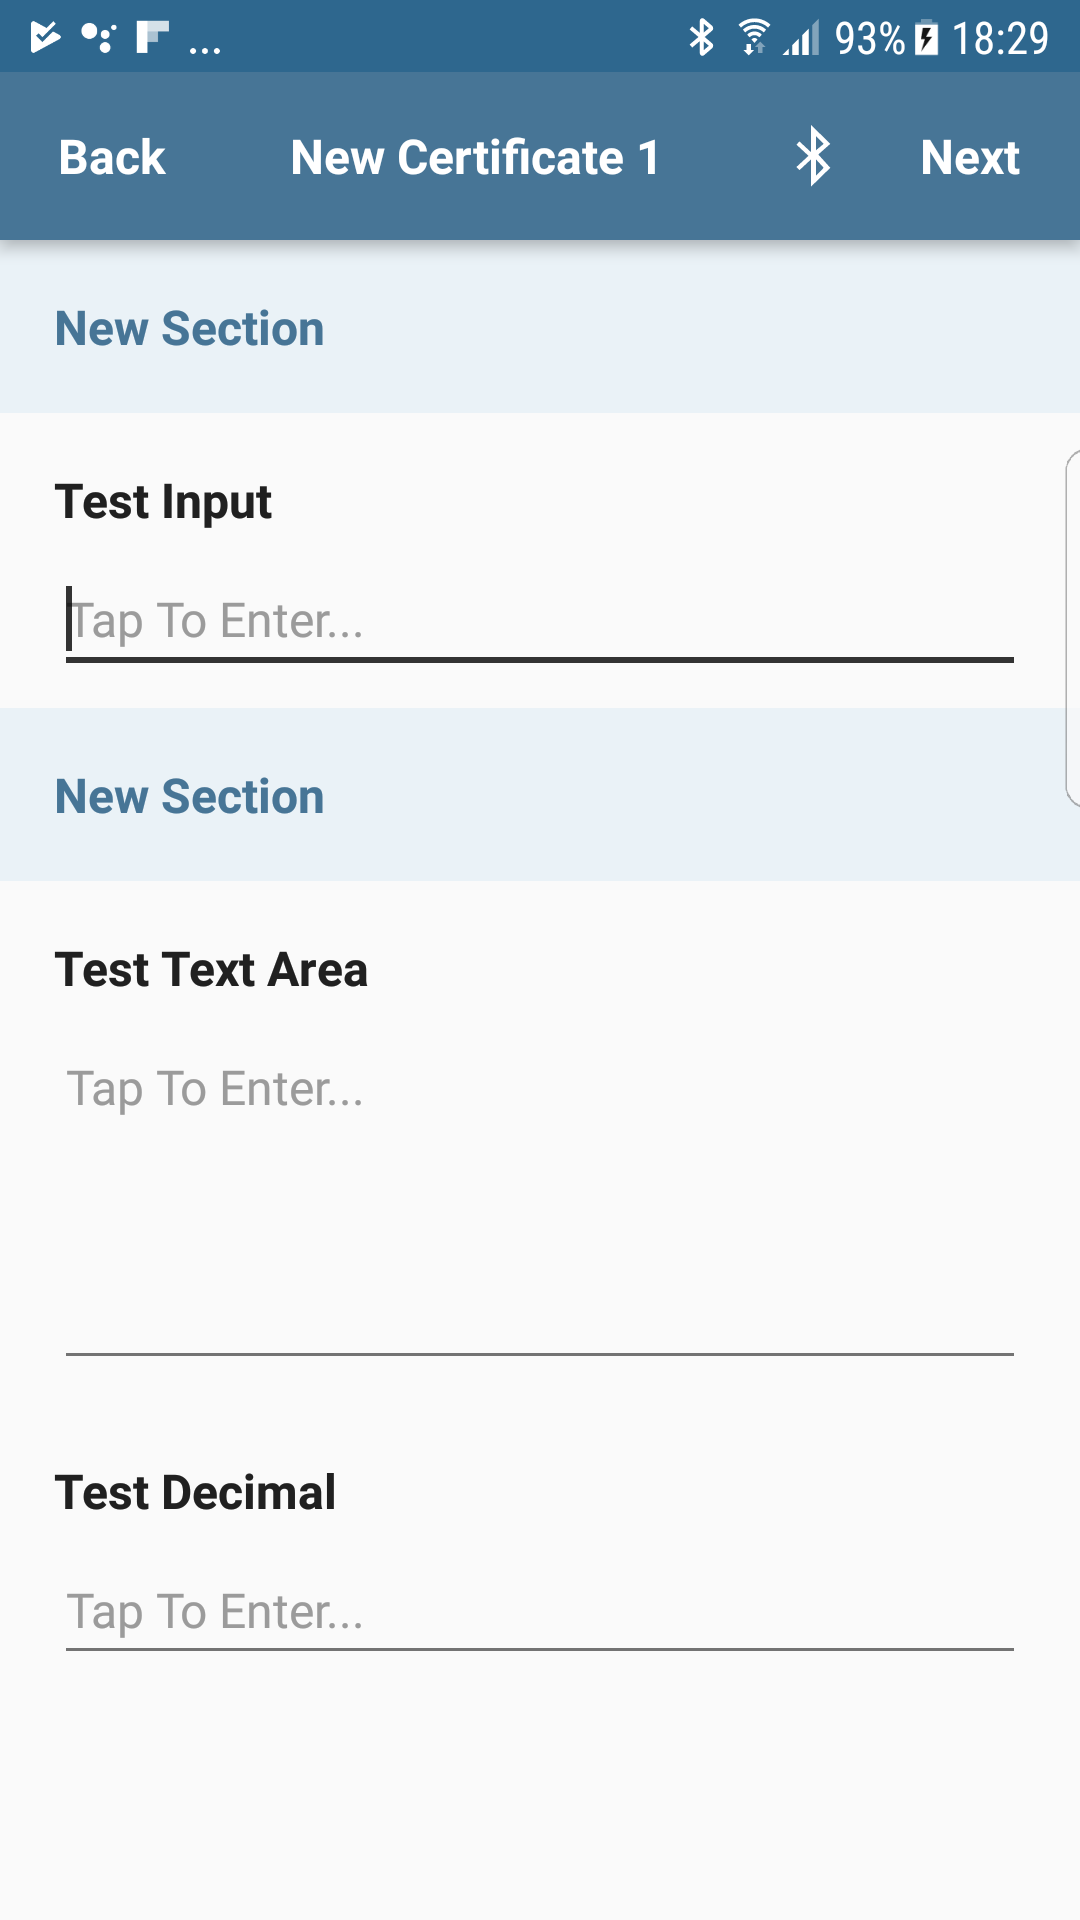 ... 93% 18:29
Back New Certificate 1 Next
New Section
Test Input
Tap To Enter...
New Section
Test Text Area
Tap To Enter...
Test Decimal
Tap To Enter...